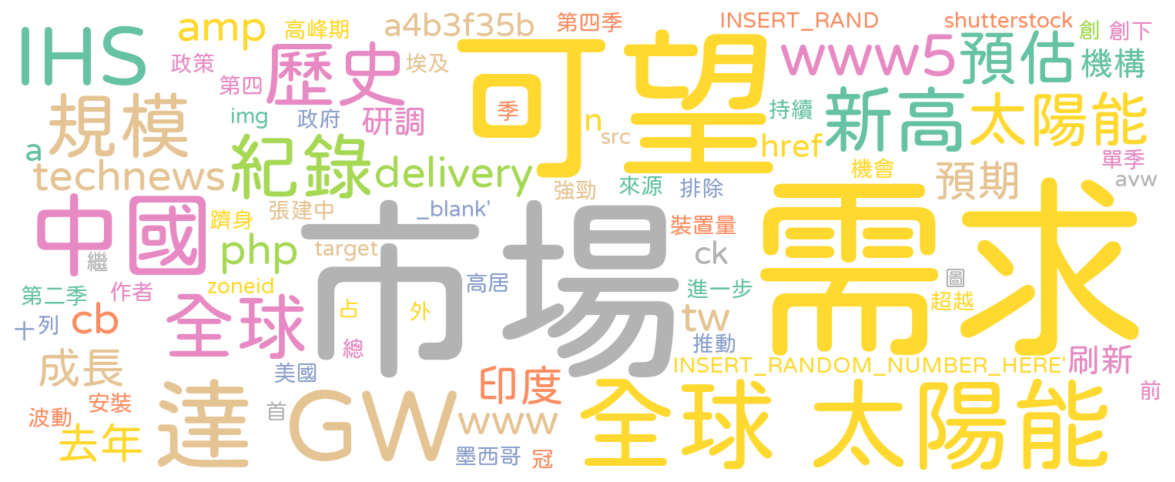 IHS
amp
高峰期
a4b3f35b
第四季
INSERT_RAND
shutterstock
創
創下
政策
第四
歷史
埃及
可望
季
www5
預估
機構
規模
img
政府
研調
n
src
持續
新高
太陽能
a
technews
紀錄
delivery
href
機會
單季
avw
強勁
來源
排除
預期
中國
躋身
張建中
_blank'
市場
裝置量
需求
繼
php
target
ck
高居
進一步
圖
超越
第二季
作者
zoneid
占
外
十
列
cb
全球
總
tw
推動
美國
INSERT_RANDOM_NUMBER_HERE'
刷新
成長
印度
前
波動
安裝
達
首
GW
www
全球 太陽能
去年
墨西哥
冠